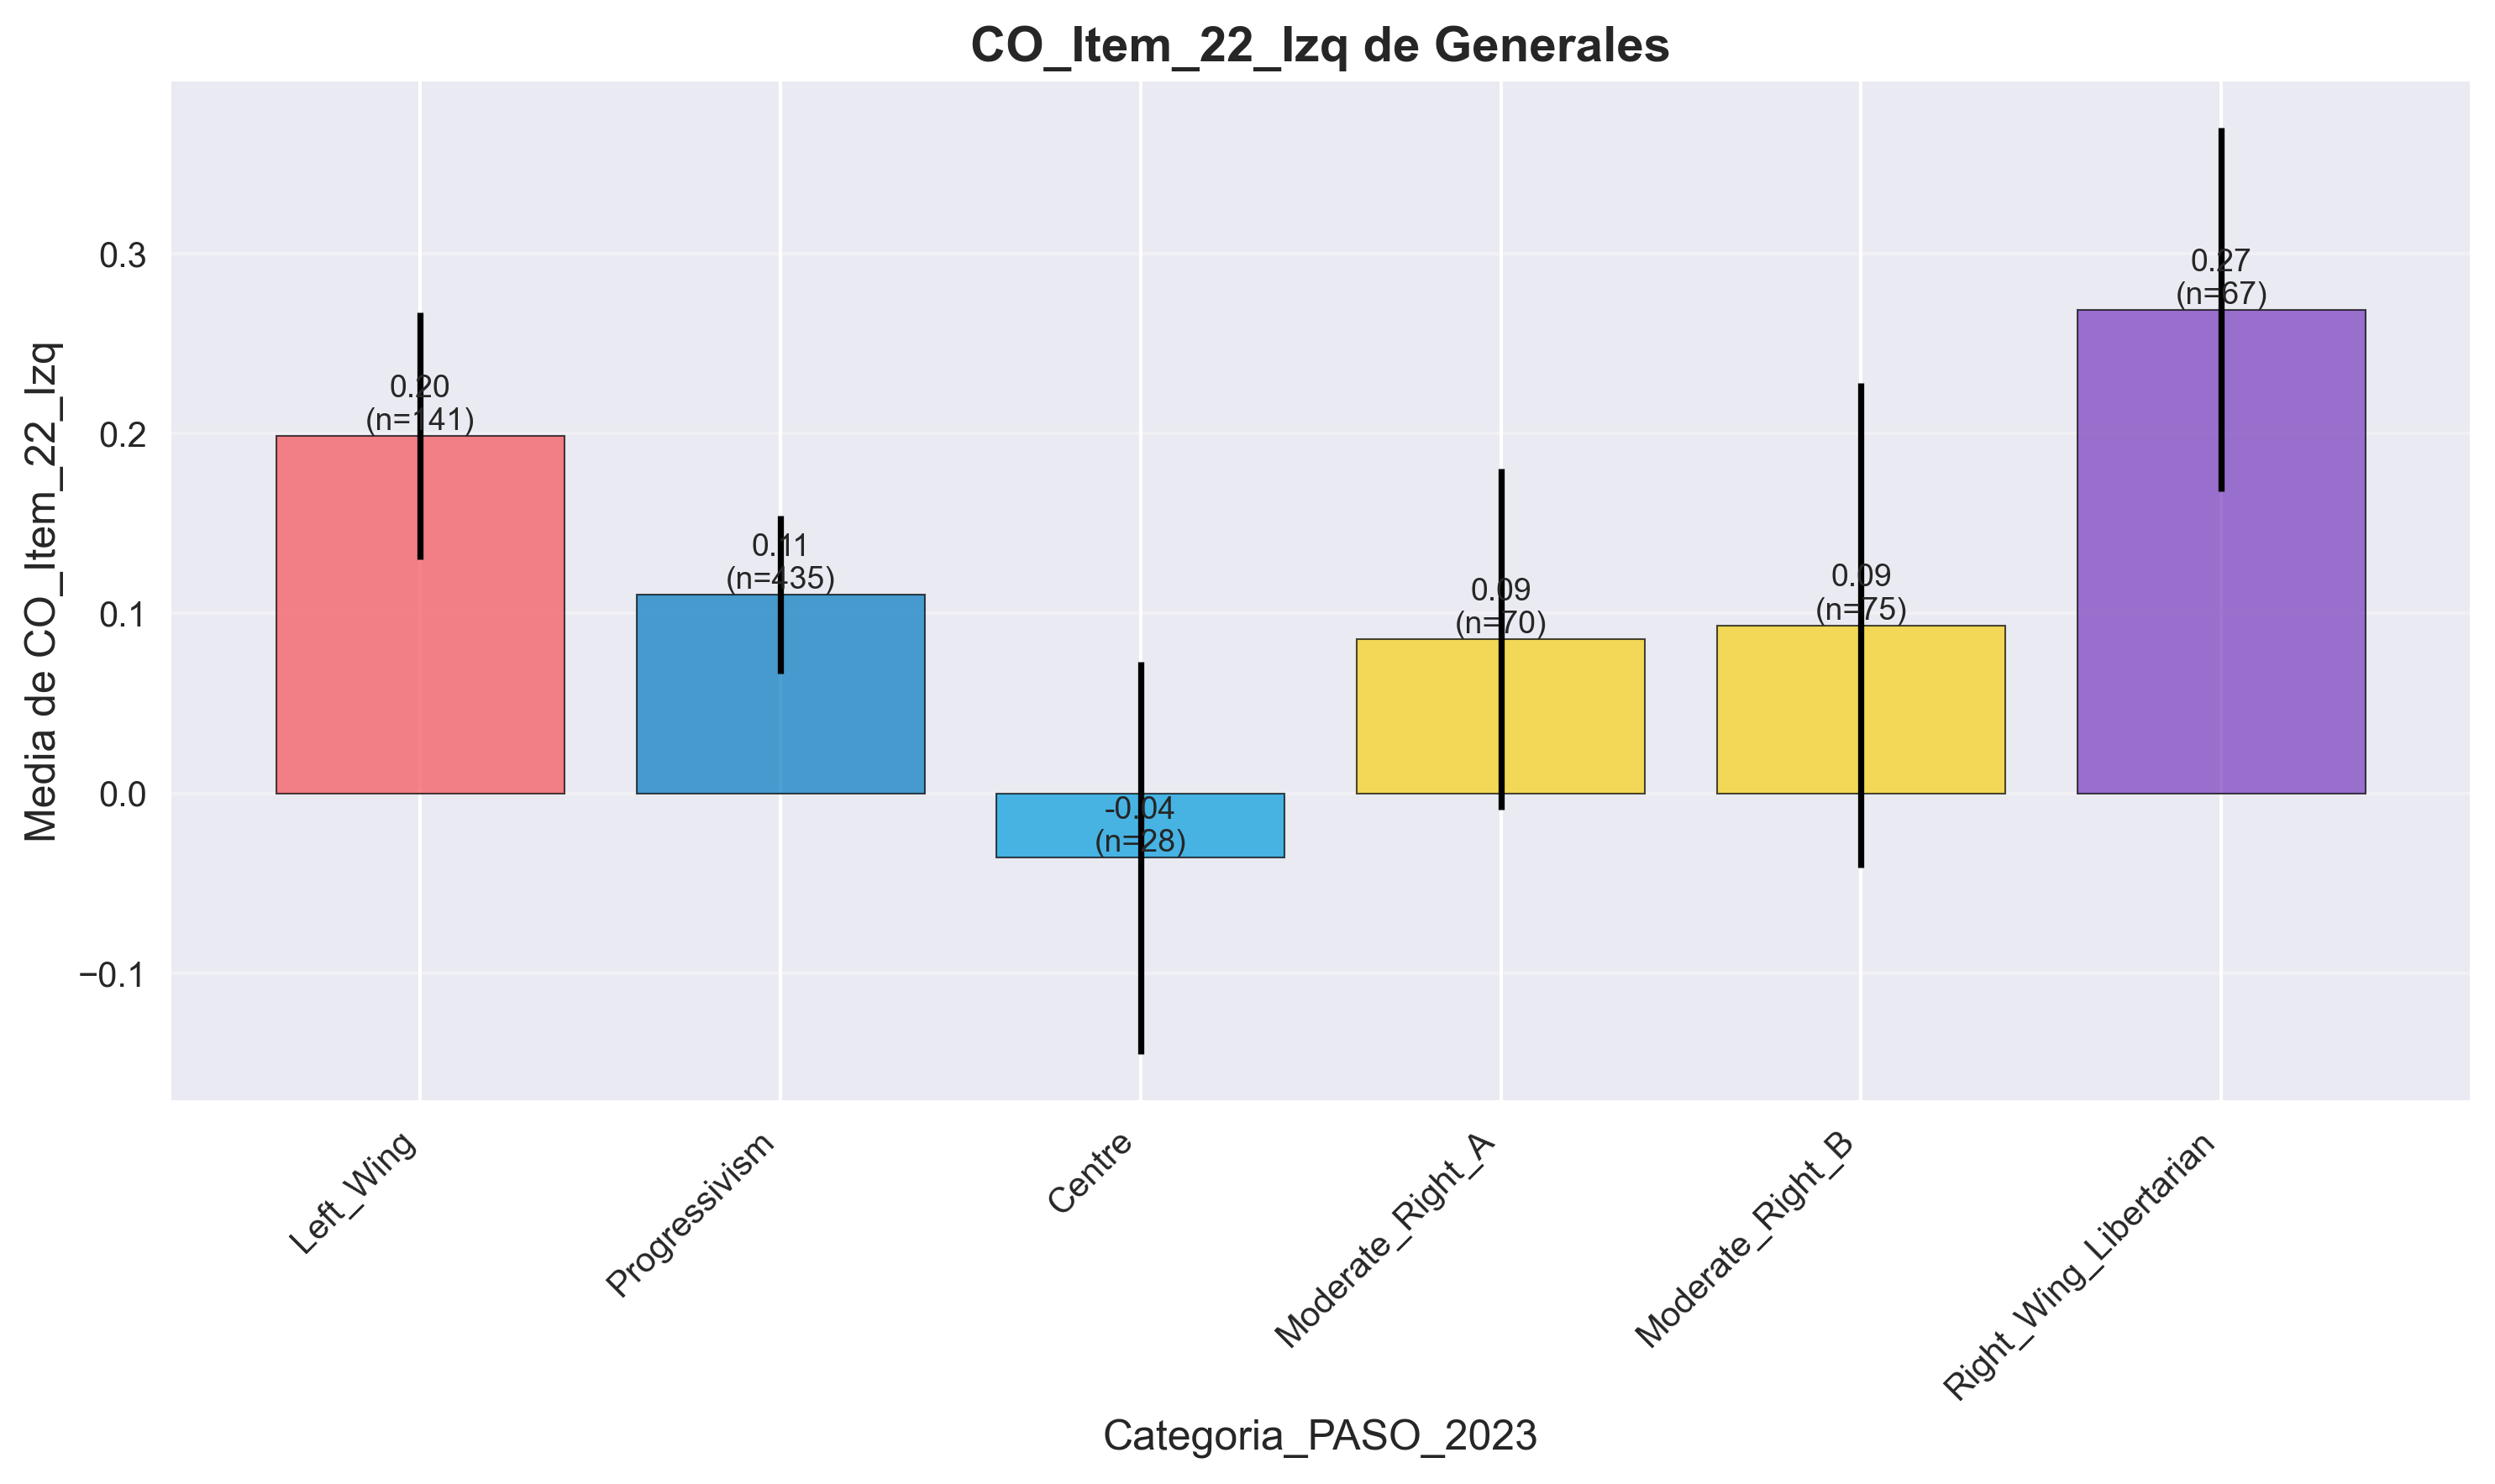 CO_Item_22_Izq de Generales
Media de CO_Item_22_Izq
0.3
0.2
0.1
0.0
−0.1
0.20
(n=141)
0.11
(n=435)
-0.04
(n=28)
0.09
(n=70)
0.09
(n=75)
0.27
(n=67)
Left_Wing
Progressivism
Centre
Moderate_Right_A
Moderate_Right_B
Right_Wing_Libertarian
Categoria_PASO_2023